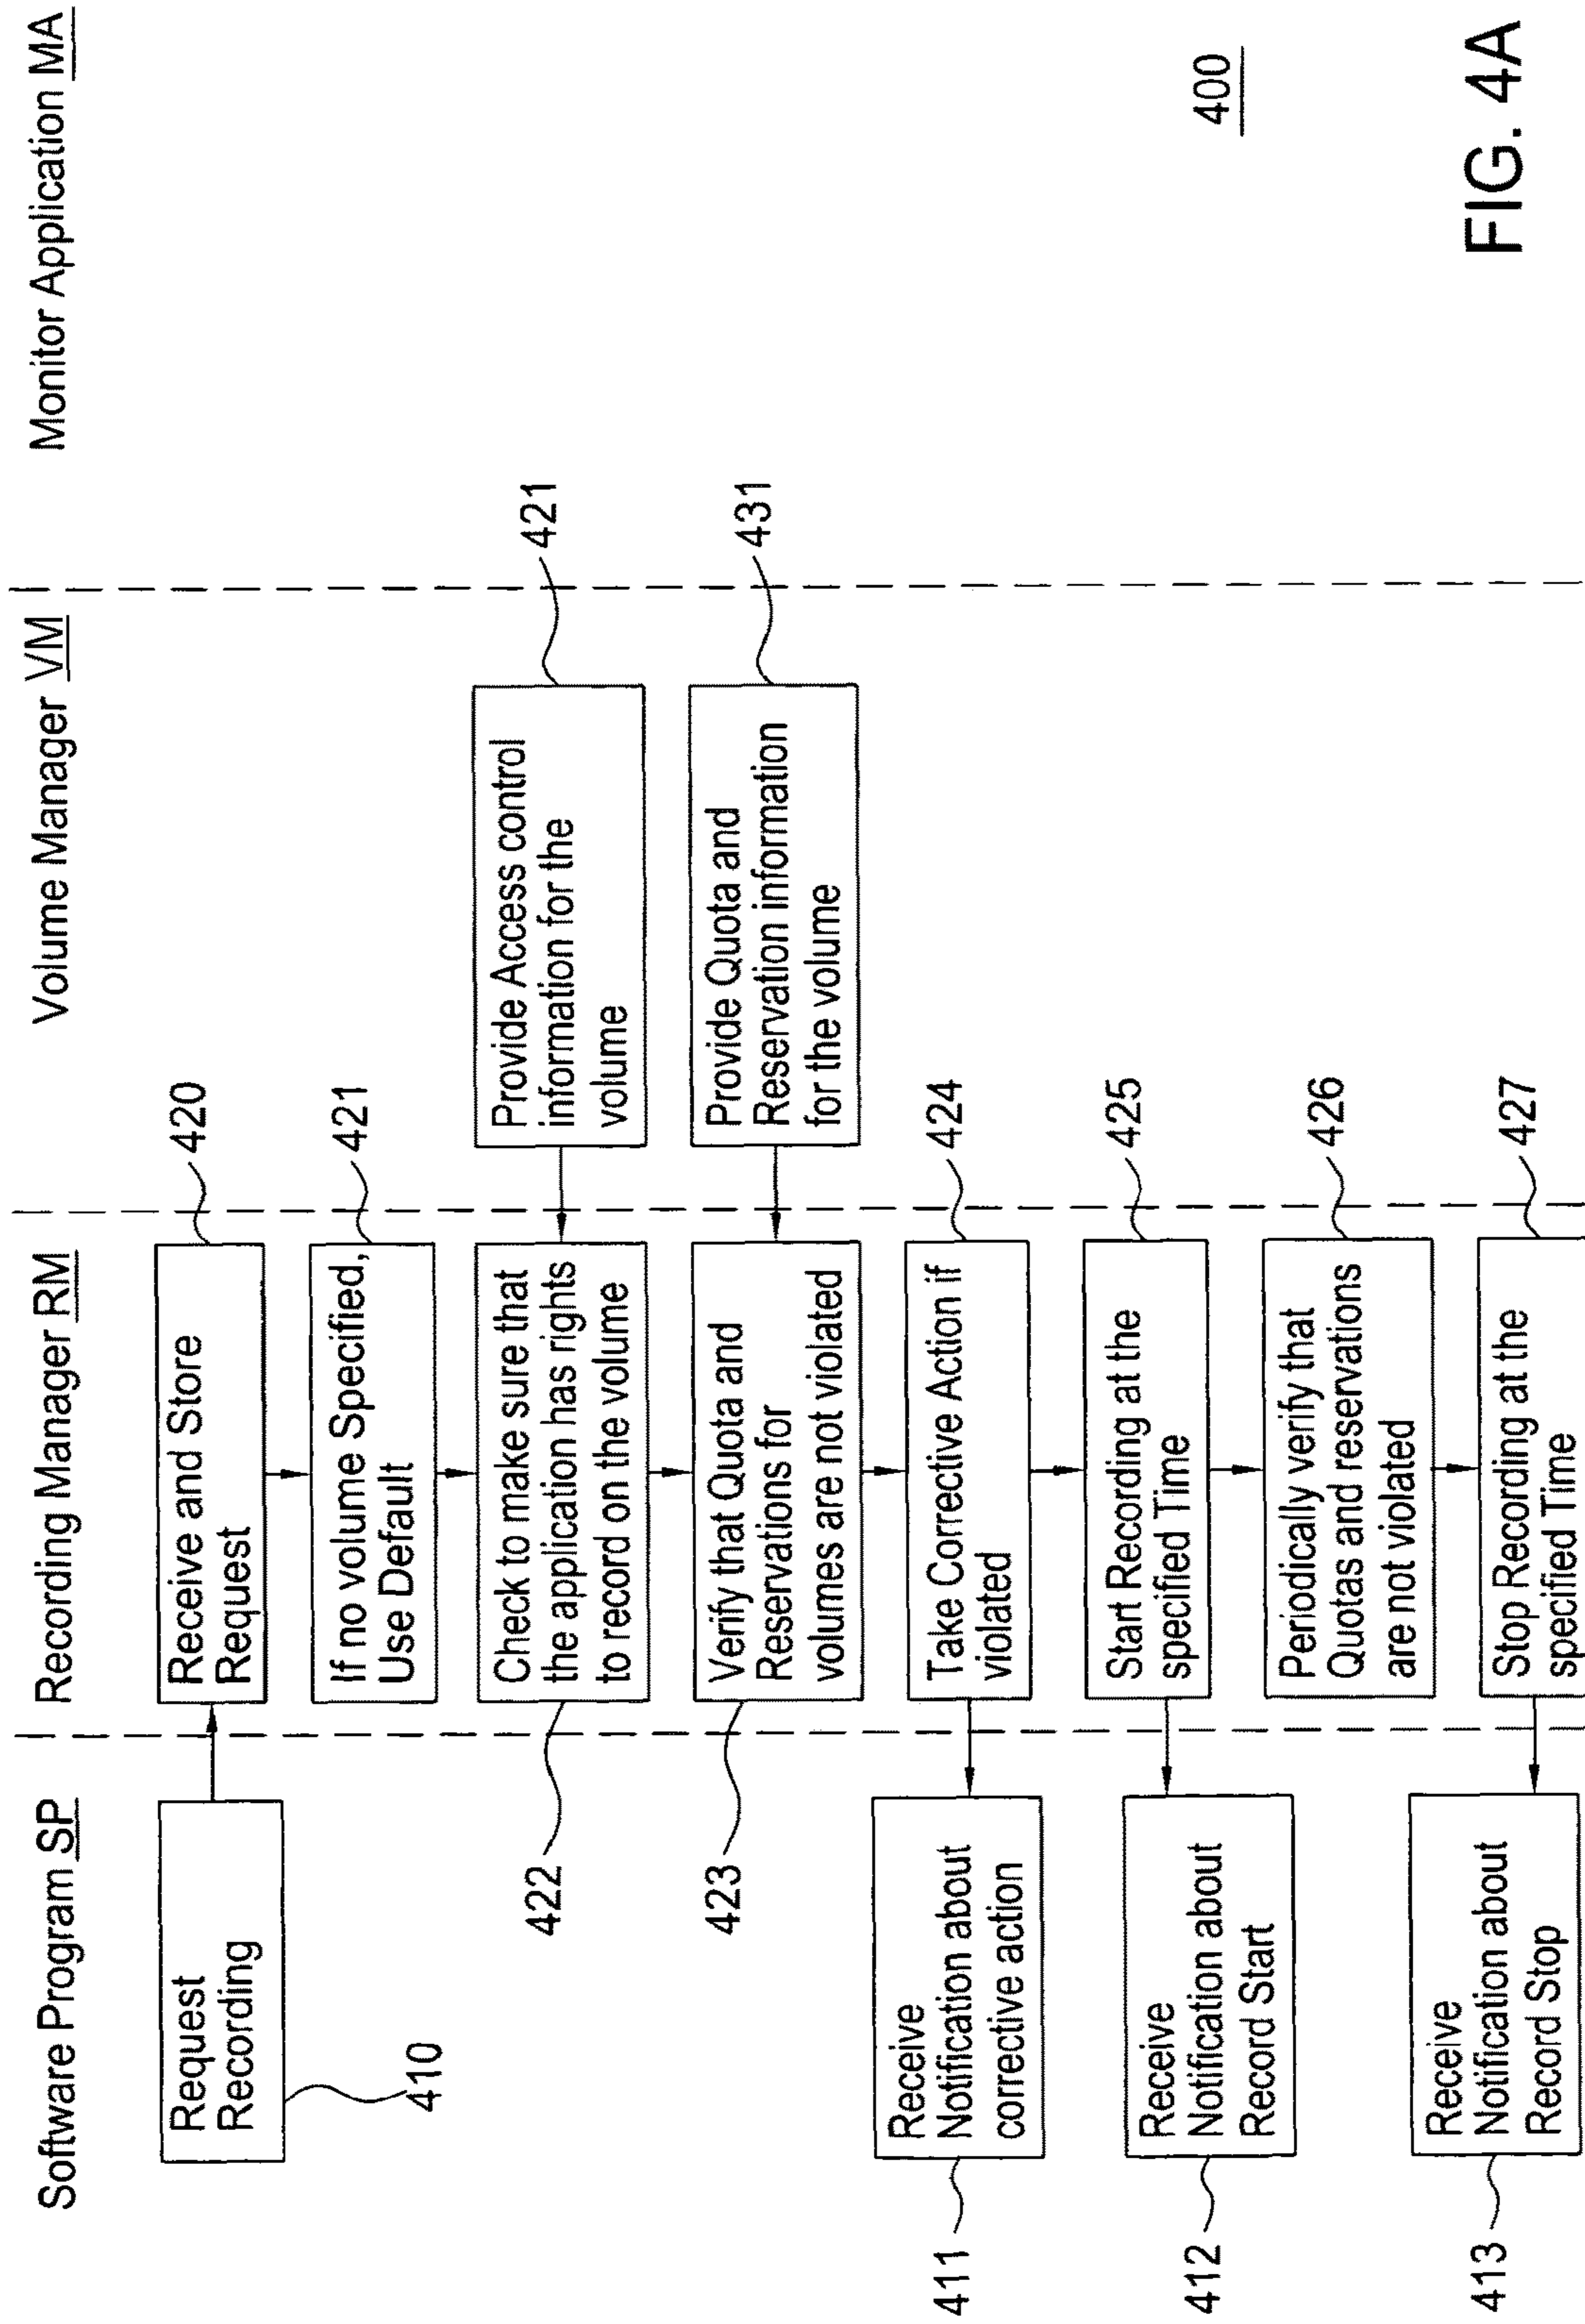 Software Program SP
Recording Manager RM
Volume Manager VM
Monitor Application MA
Request
Recording
410
Receive and Store
Request
420
If no volume Specified,
Use Default
421
Check to make sure that
the application has rights
to record on the volume
422
Provide Access control
information for the
volume
421
Verify that Quota and
Reservations for
volumes are not violated
423
Provide Quota and
Reservation information
for the volume
431
Take Corrective Action if
violated
424
Receive
Notification about
corrective action
411
Start Recording at the
specified Time
425
Receive
Notification about
Record Start
412
Periodically verify that
Quotas and reservations
are not violated
426
Stop Recording at the
specified Time
427
Receive
Notification about
Record Stop
413
400
FIG. 4A